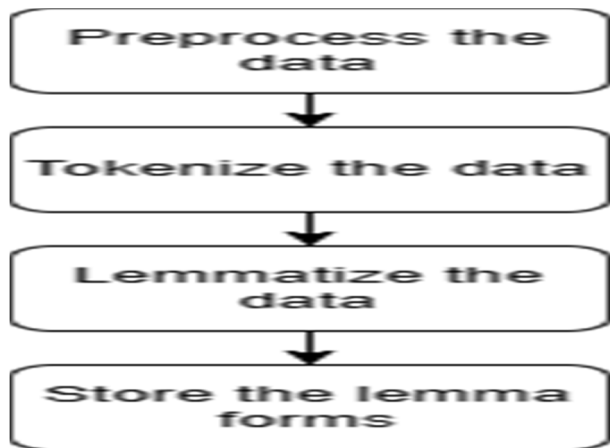 Preprocess the
data
Tokenize the data
Lemmatize the
data
Store the lemma
forms